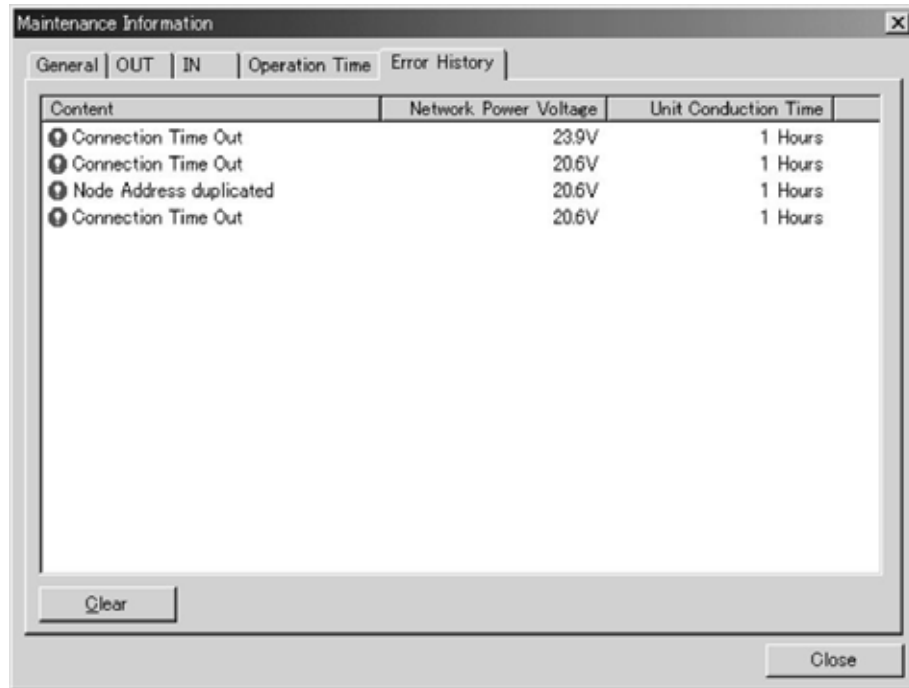 Maintenance Information
General OUT IN Operation Time Error History
Content Network Power Voltage Unit Conduction Time
Connection Time Out 23.9V 1 Hours
Connection Time Out 20.6V 1 Hours
Node Address duplicated 20.6V 1 Hours
Connection Time Out 20.6V 1 Hours
Clear
Close